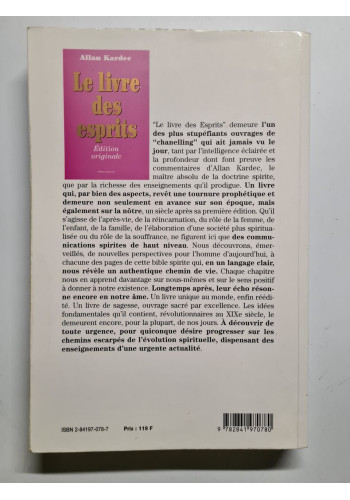 Allan Kardec
Le livre
des
esprits
Édition
originale
"Le livre des Esprits" demeure l'un
des plus stupéfiants ouvrages de
"chanelling" qui ait jamais vu le
jour, tant par l'intelligence éclairée et
la profondeur dont font preuve les
commentaires d'Allan Kardec, le
maître absolu de la doctrine spirite,
que par la richesse des enseignements qu'il prodigue. Un livre
qui, par bien des aspects, revêt une tournure prophétique et
demeure non seulement en avance sur son époque, mais
également sur la nôtre, un siècle après sa première édition. Qu'il
s'agisse de l'après-vie, de la réincarnation, du rôle de la femme, de
l'enfant, de la famille, de l'élaboration d'une société plus spiritua-
lisée ou du rôle de la souffrance, ne figurent ici que des commu-
nications spirites de haut niveau. Nous découvrons, émer-
veillés, de nouvelles perspectives pour l'homme d'aujourd'hui, à
chacune des pages de cette bible spirite qui, en un langage clair,
nous révèle un authentique chemin de vie. Chaque chapitre
nous en apprend davantage sur nous-mêmes et sur le sens positif
à donner à notre existence. Longtemps après, leur écho réson-
ne encore en notre âme. Un livre unique au monde, enfin réédi-
té. Un livre de sagesse, ouvrage sacré par excellence. Les idées
fondamentales qu'il contient, révolutionnaires au XIXe siècle, le
demeurent encore, pour la plupart, de nos jours. À découvrir de
toute urgence, pour quiconque désire progresser sur les
chemins escarpés de l'évolution spirituelle, dispensant des
enseignements d'une urgente actualité.
ISBN 2-84197-078-7 Prix : 119 F
9 782841 970780